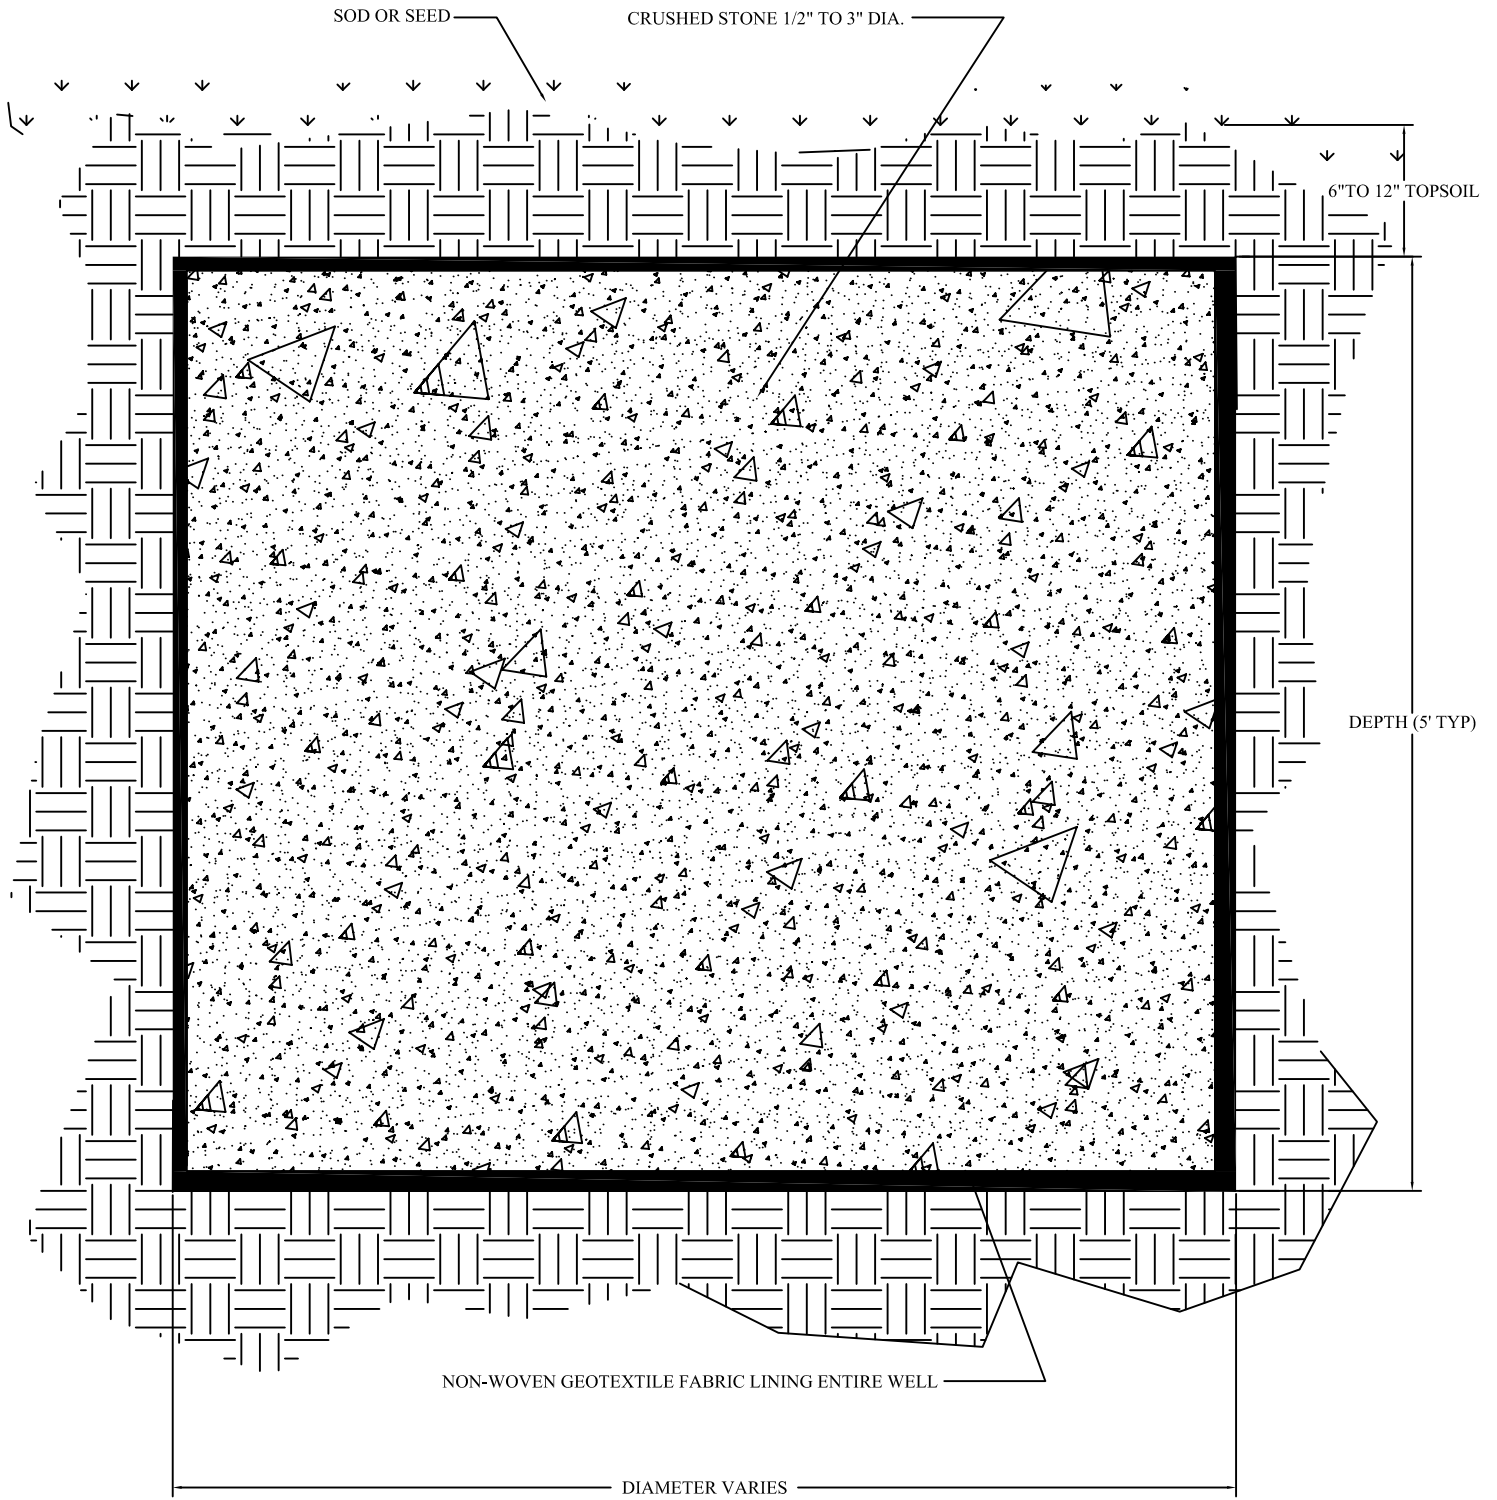 SOD OR SEED
CRUSHED STONE 1/2" TO 3" DIA.
6"TO 12" TOPSOIL
DEPTH (5' TYP)
NON-WOVEN GEOTEXTILE FABRIC LINING ENTIRE WELL
DIAMETER VARIES